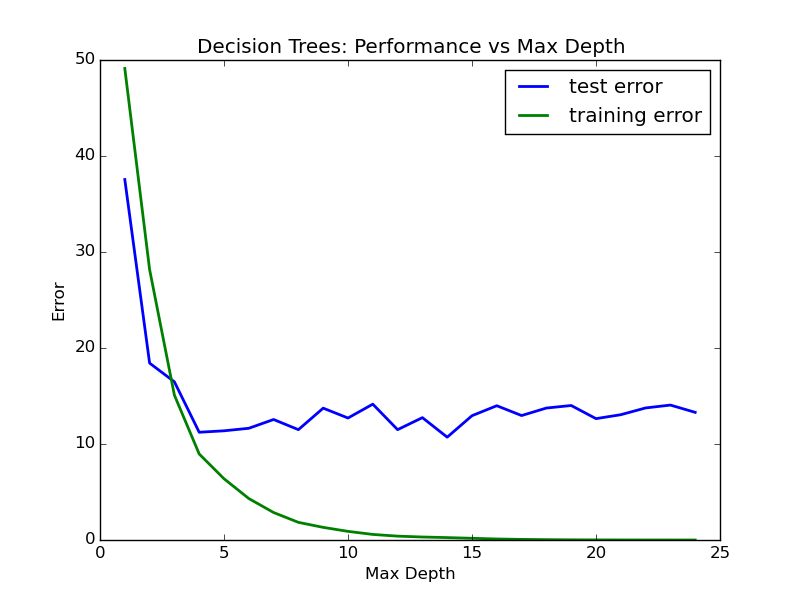 Decision Trees: Performance vs Max Depth
test error
training error
50
40
30
20
10
0
Error
0 5 10 15 20 25
Max Depth